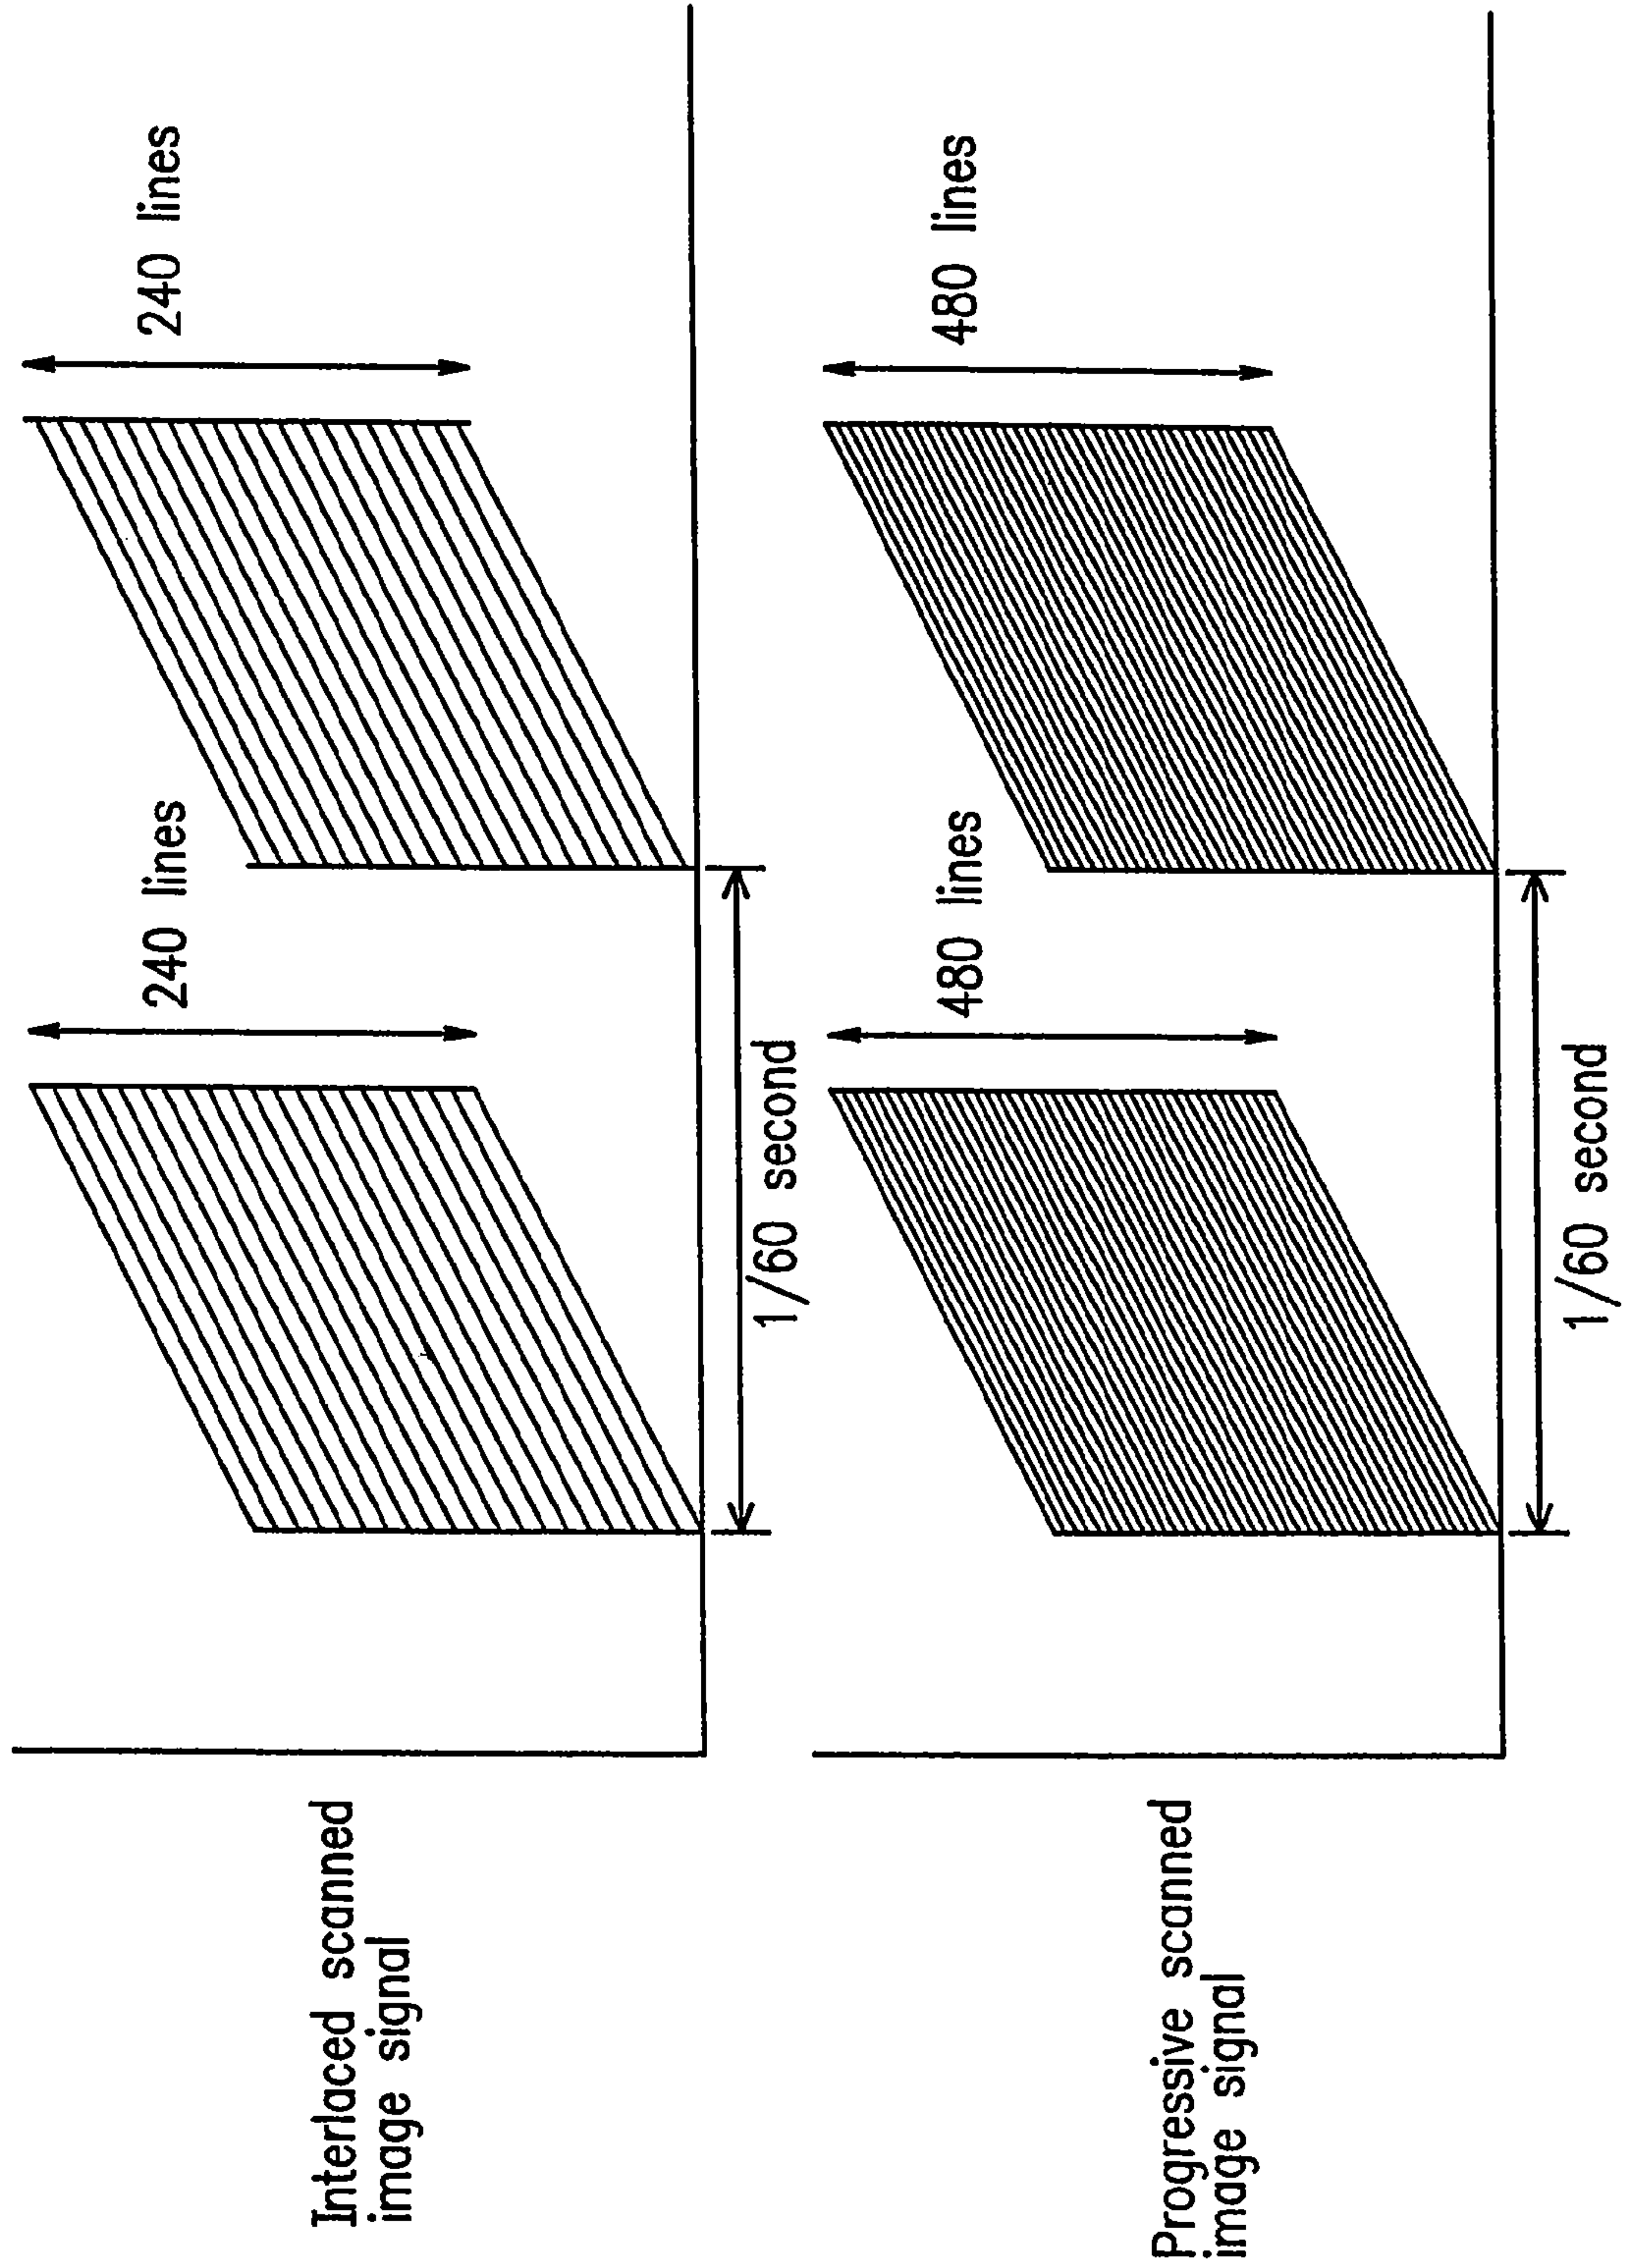 Interlaced scanned
image signal
240 lines
240 lines
1/60 second
Progressive scanned
image signal
480 lines
480 lines
1/60 second